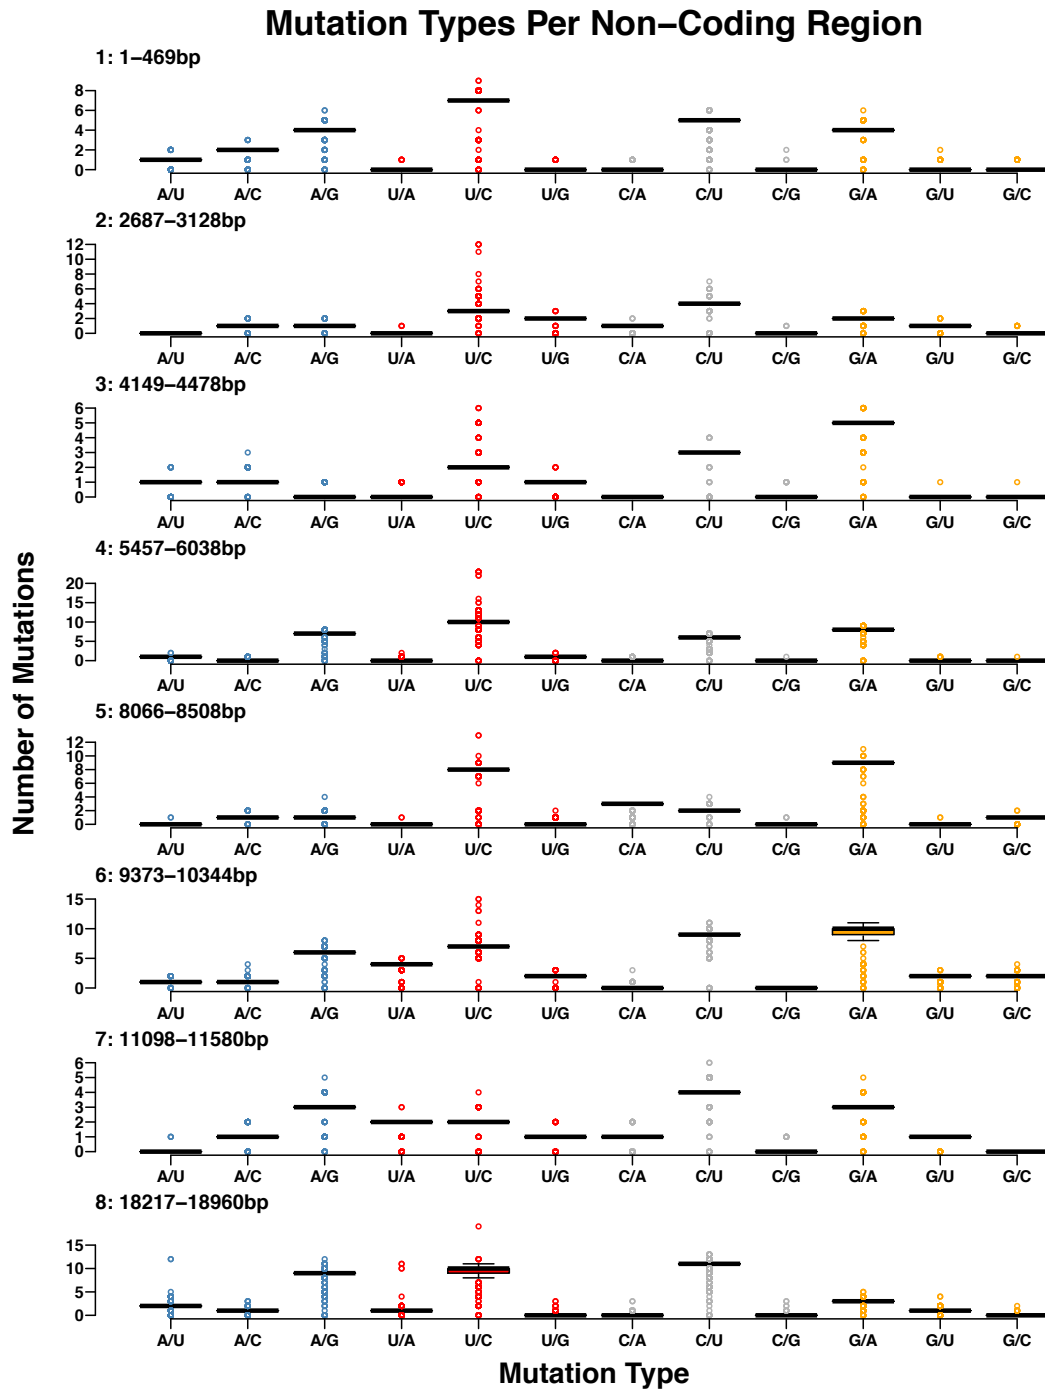 Mutation Types Per Non−Coding Region
Number of Mutations
1: 1−469bp
8
6
4
2
0
A/U A/C A/G U/A U/C U/G C/A C/U C/G G/A G/U G/C
2: 2687−3128bp
12
10
8
6
4
2
0
A/U A/C A/G U/A U/C U/G C/A C/U C/G G/A G/U G/C
3: 4149−4478bp
6
5
4
3
2
1
0
A/U A/C A/G U/A U/C U/G C/A C/U C/G G/A G/U G/C
4: 5457−6038bp
20
15
10
5
0
A/U A/C A/G U/A U/C U/G C/A C/U C/G G/A G/U G/C
5: 8066−8508bp
12
10
8
6
4
2
0
A/U A/C A/G U/A U/C U/G C/A C/U C/G G/A G/U G/C
6: 9373−10344bp
15
10
5
0
A/U A/C A/G U/A U/C U/G C/A C/U C/G G/A G/U G/C
7: 11098−11580bp
6
5
4
3
2
1
0
A/U A/C A/G U/A U/C U/G C/A C/U C/G G/A G/U G/C
8: 18217−18960bp
15
10
5
0
A/U A/C A/G U/A U/C U/G C/A C/U C/G G/A G/U G/C
Mutation Type